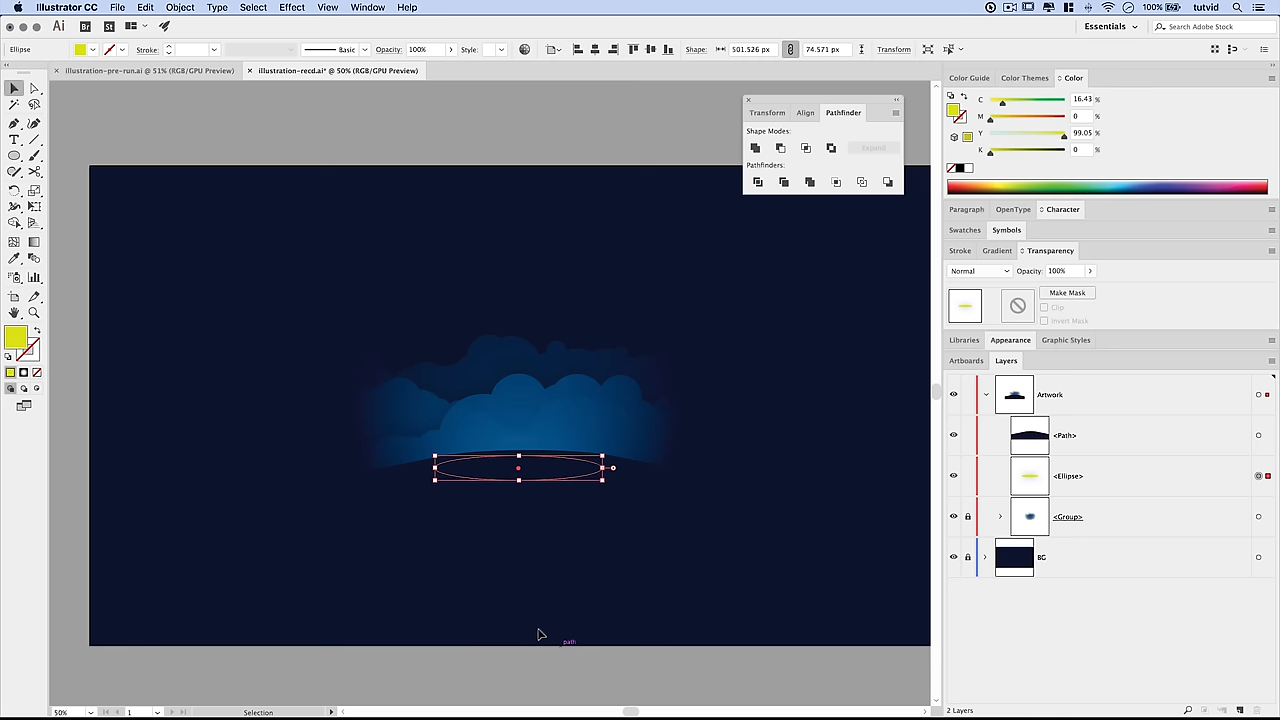 Illustrator CC File Edit Object Type Select Effect View Window Help
100% tutvid
Ai Br St Essentials Search Adobe Stock
Ellipse Stroke: Basic Opacity: 100% Style: Shape: 501.526 px 74.571 px Transform
illustration-pre-run.ai @ 51% (RGB/GPU Preview) illustration-recd.ai* @ 50% (RGB/GPU Preview)
Color Guide Color Themes Color
C 16.43 %
M 0 %
Y 99.05 %
K 0 %
Transform Align Pathfinder
Shape Modes:
Expand
Pathfinders:
Paragraph OpenType Character
Swatches Symbols
Stroke Gradient Transparency
Normal Opacity: 100%
Make Mask
Clip
Invert Mask
Libraries Appearance Graphic Styles
Artboards Layers
Artwork
<Path>
<Ellipse>
<Group>
BG
path
50% 1 Selection
2 Layers